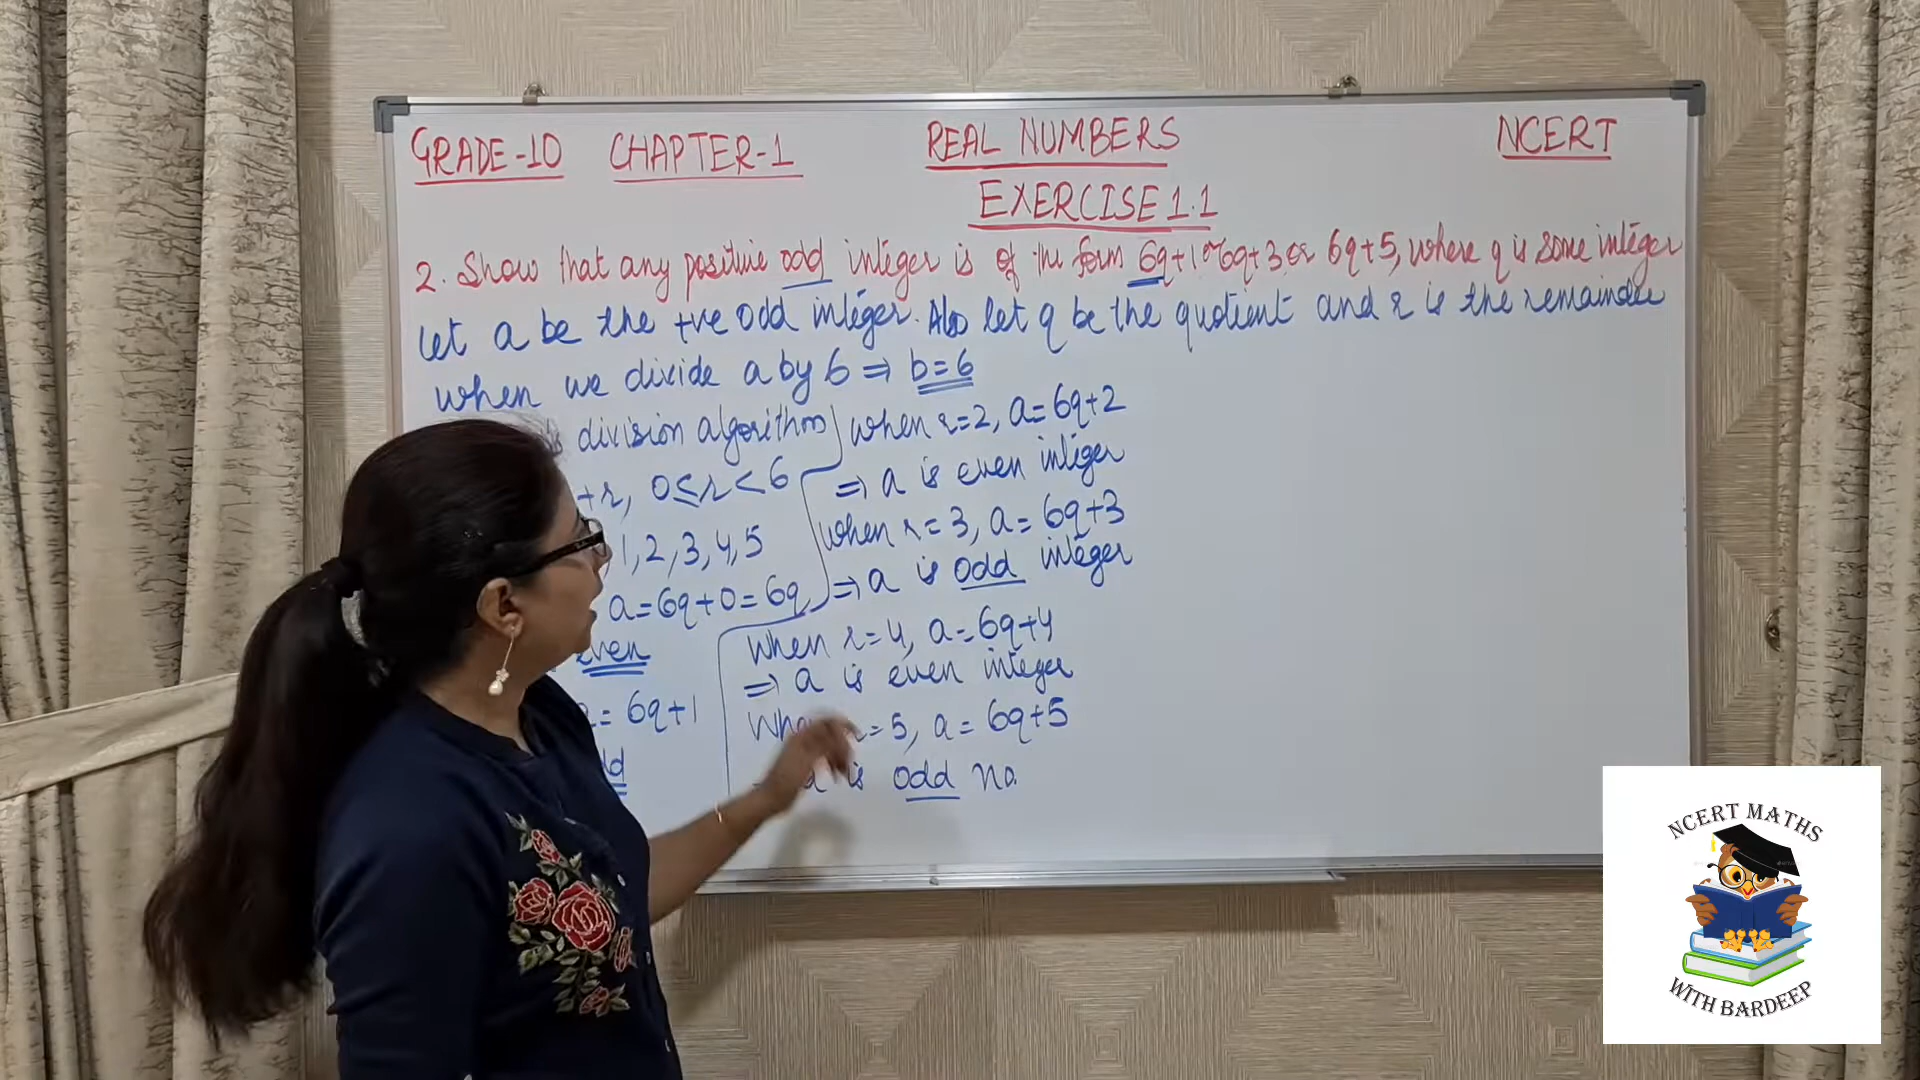 GRADE-10 CHAPTER-1 REAL NUMBERS NCERT
EXERCISE 1.1
2. Show that any positive odd integer is of the form 6q+1 or 6q+3 or 6q+5, where q is some integer
Let a be the +ve odd integer. Also let q be the quotient and r is the remainder
when we divide a by 6 ⇒ b=6
division algorithm
+r, 0≤r<6
1,2,3,4,5
a=6q+0=6q
even
= 6q+1
when r=2, a=6q+2
⇒ a is even integer
when r=3, a=6q+3
⇒ a is odd integer
when r=4, a=6q+4
⇒ a is even integer
=5, a=6q+5
a is odd no.
NCERT MATHS
WITH BARDEEP